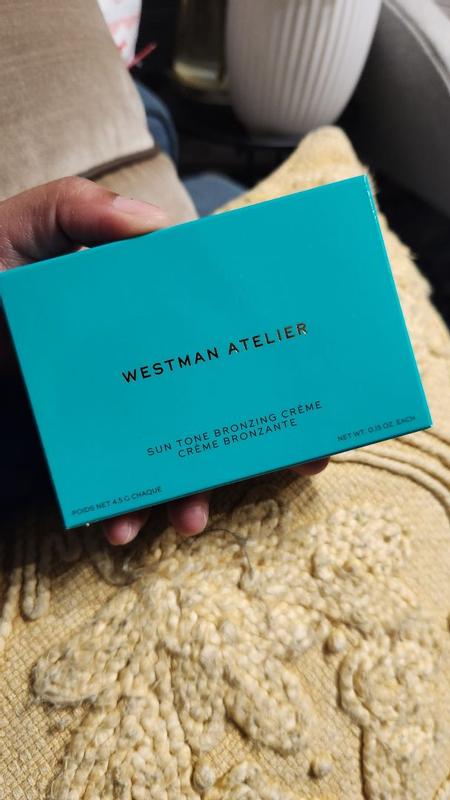 WESTMAN ATELIER
SUN TONE BRONZING CRÈME
CRÈME BRONZANTE
POIDS NET 4.5 G CHAQUE
NET WT. 0.15 OZ. EACH